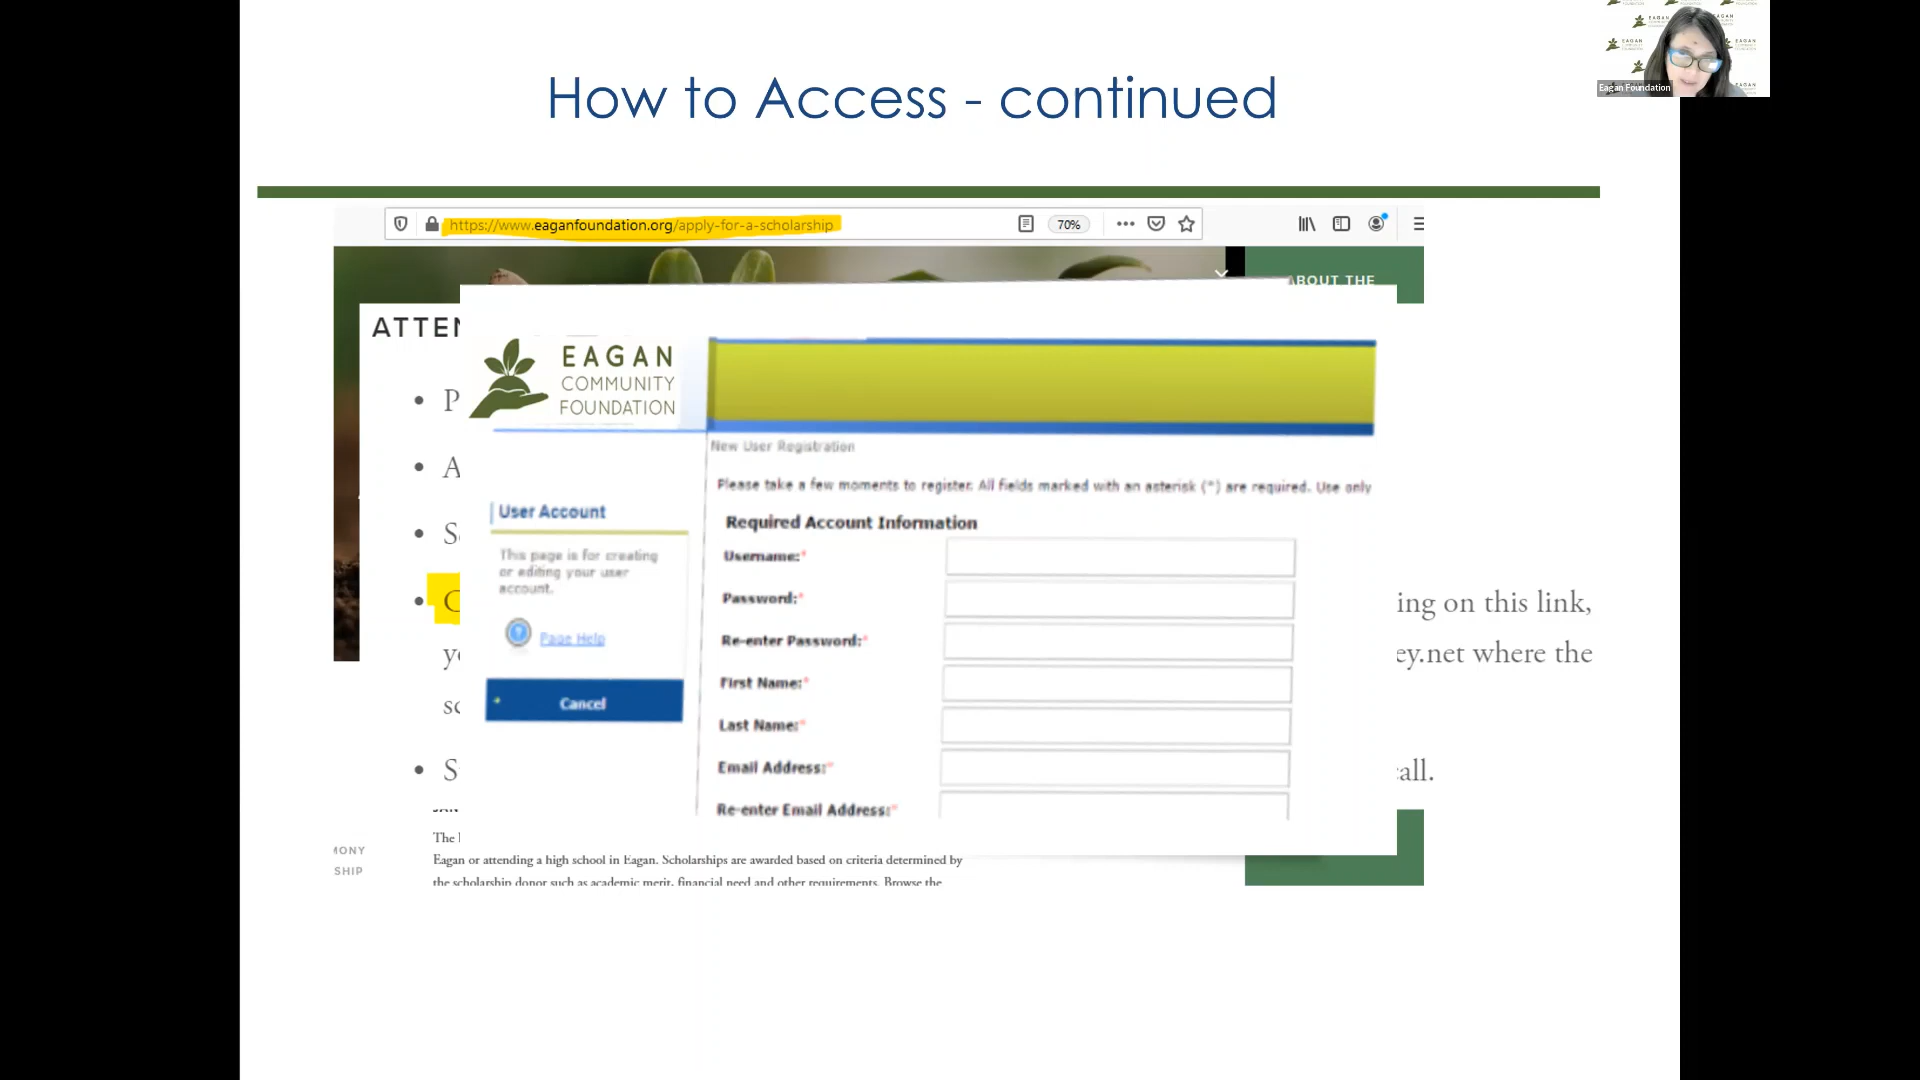 How to Access - continued
Eagan Foundation
https://www.eaganfoundation.org/apply-for-a-scholarship
70%
ABOUT THE
ATTEN
EAGAN
COMMUNITY
FOUNDATION
New User Registration
Please take a few moments to register. All fields marked with an asterisk (*) are required. Use only
Required Account Information
User Account
This page is for creating
or editing your user
account.
Page Help
Cancel
Username:*
Password:*
Re-enter Password:*
First Name:*
Last Name:*
Email Address:*
Re-enter Email Address:*
ing on this link,
ey.net where the
all.
The
Eagan or attending a high school in Eagan. Scholarships are awarded based on criteria determined by
the scholarship donor such as academic merit, financial need and other requirements. Browse the
MONY
SHIP